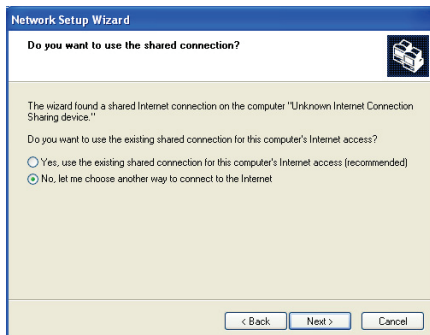 Network Setup Wizard
Do you want to use the shared connection?
The wizard found a shared Internet connection on the computer "Unknown Internet Connection
Sharing device."
Do you want to use the existing shared connection for this computer's Internet access?
Yes, use the existing shared connection for this computer's Internet access (recommended)
No, let me choose another way to connect to the Internet
< Back Next > Cancel